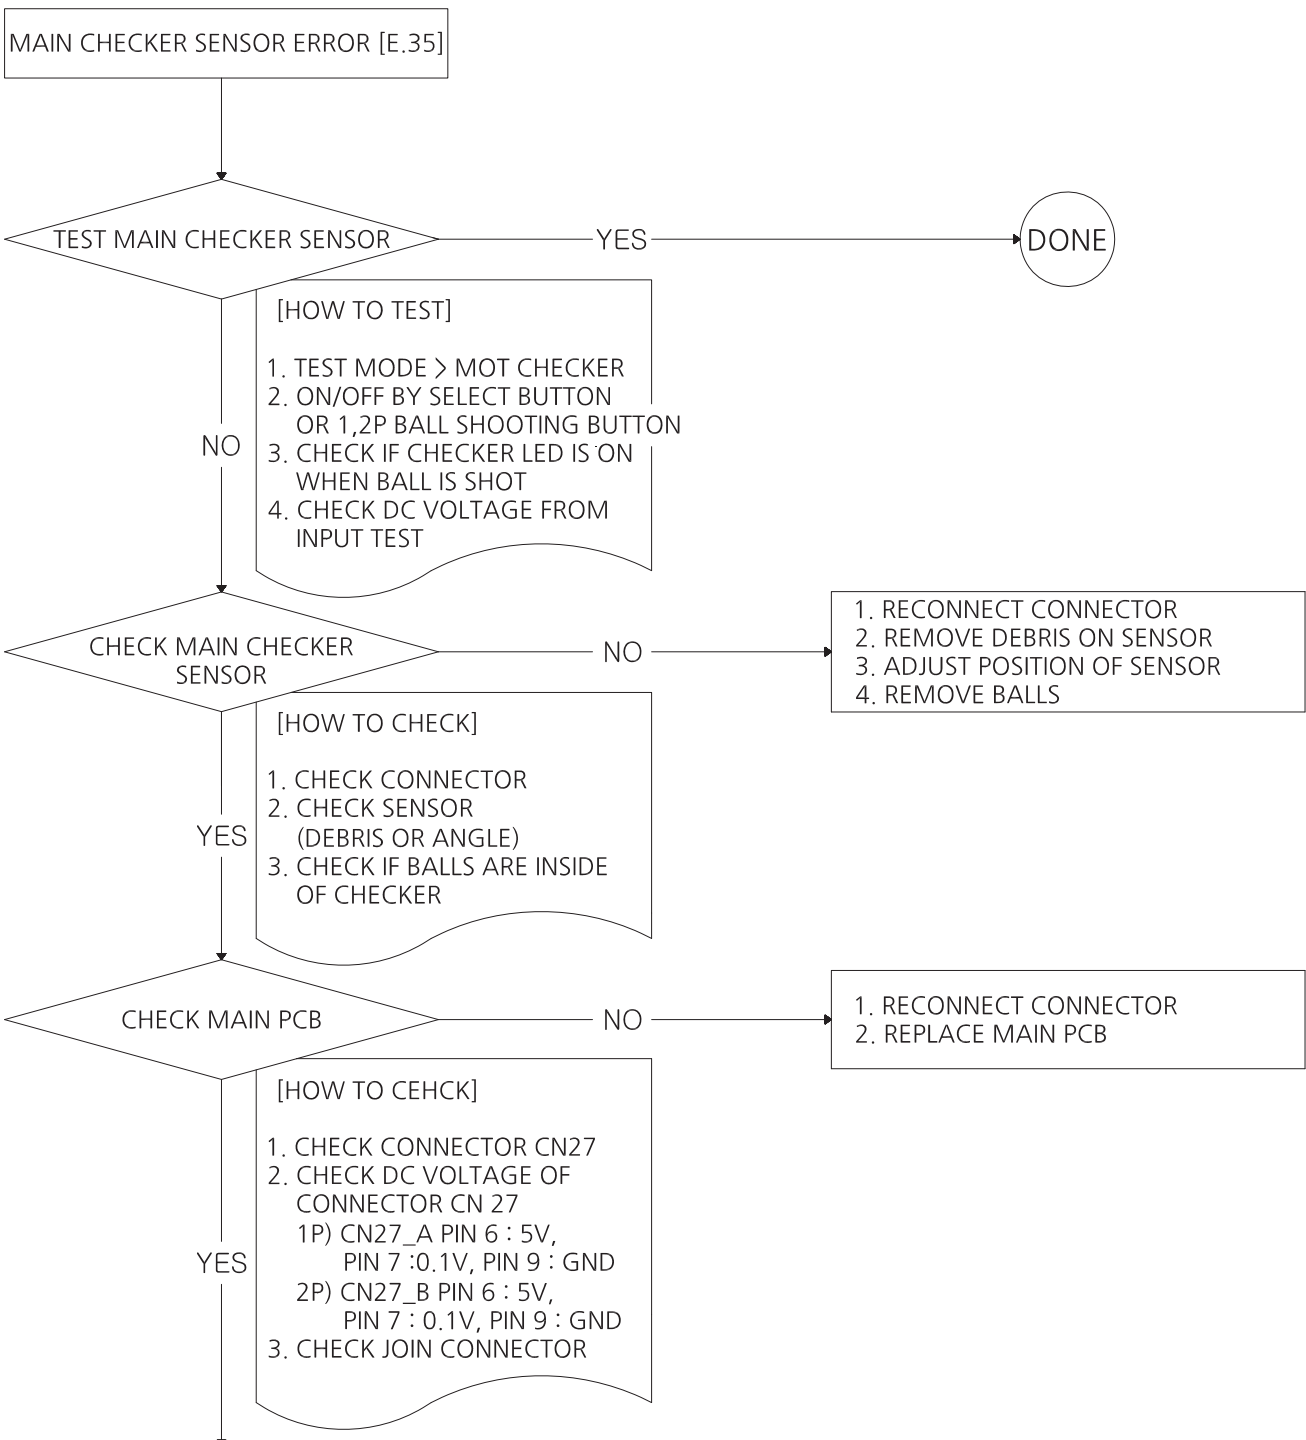 MAIN CHECKER SENSOR ERROR [E.35]
TEST MAIN CHECKER SENSOR
YES
DONE
[HOW TO TEST]
1. TEST MODE > MOT CHECKER
2. ON/OFF BY SELECT BUTTON
OR 1,2P BALL SHOOTING BUTTON
3. CHECK IF CHECKER LED IS ON
WHEN BALL IS SHOT
4. CHECK DC VOLTAGE FROM
INPUT TEST
NO
CHECK MAIN CHECKER
SENSOR
NO
1. RECONNECT CONNECTOR
2. REMOVE DEBRIS ON SENSOR
3. ADJUST POSITION OF SENSOR
4. REMOVE BALLS
[HOW TO CHECK]
1. CHECK CONNECTOR
2. CHECK SENSOR
(DEBRIS OR ANGLE)
3. CHECK IF BALLS ARE INSIDE
OF CHECKER
YES
CHECK MAIN PCB
NO
1. RECONNECT CONNECTOR
2. REPLACE MAIN PCB
[HOW TO CEHCK]
1. CHECK CONNECTOR CN27
2. CHECK DC VOLTAGE OF
CONNECTOR CN 27
1P) CN27_A PIN 6 : 5V,
PIN 7 :0.1V, PIN 9 : GND
2P) CN27_B PIN 6 : 5V,
PIN 7 : 0.1V, PIN 9 : GND
3. CHECK JOIN CONNECTOR
YES